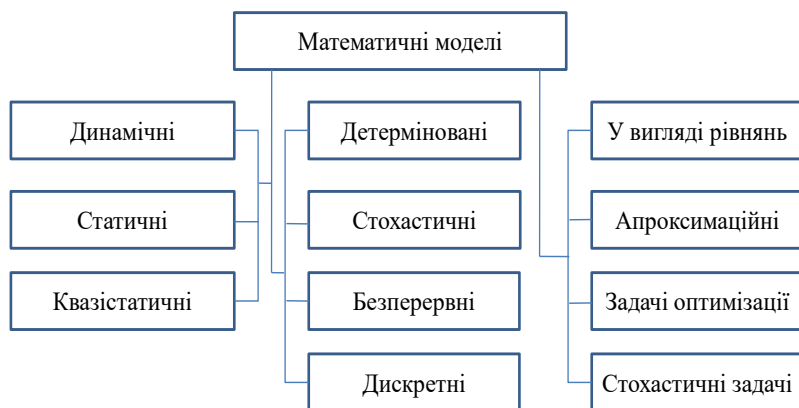 Математичні моделі
Динамічні
Детерміновані
У вигляді рівнянь
Статичні
Стохастичні
Апроксимаційні
Квазістатичні
Безперервні
Задачі оптимізації
Дискретні
Стохастичні задачі